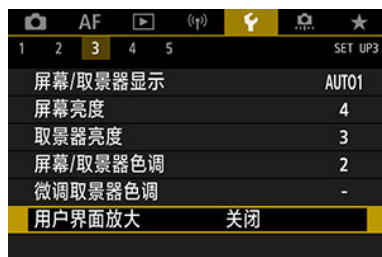 AF
1 2 3 4 5 SET UP3
屏幕/取景器显示 AUTO1
屏幕亮度 4
取景器亮度 3
屏幕/取景器色调 2
微调取景器色调 -
用户界面放大 关闭